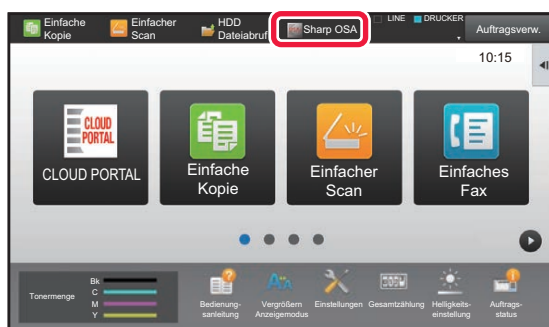 Einfache
Kopie
Einfacher
Scan
HDD
Dateiabruf
Sharp OSA
LINE
DRUCKER
Auftragsverw.
10:15
CLOUD
PORTAL
CLOUD PORTAL
Einfache
Kopie
Einfacher
Scan
Einfaches
Fax
Tonermenge
Bk
C
M
Y
Bedienung-
sanleitung
Vergrößern
Anzeigemodus
Einstellungen
Gesamtzählung
Helligkeits-
einstellung
Auftrags-
status